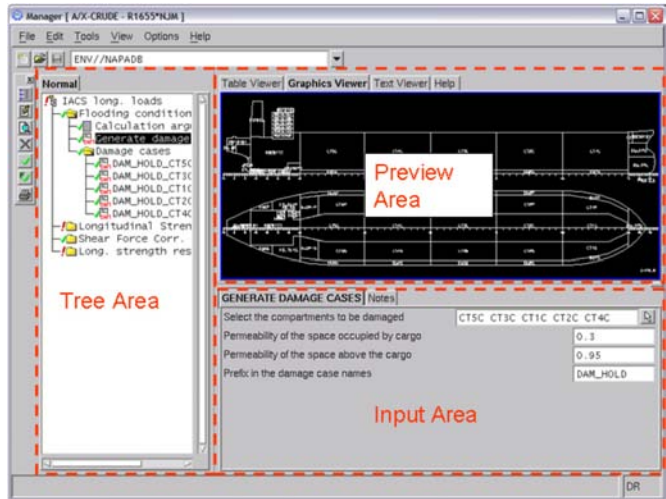 Manager [ A/X-CRUDE - R1655*NJM ]
File Edit Tools View Options Help
ENV//NAPADB
Normal
IACS long. loads
Flooding condition
Calculation argu
Generate damage
Damage cases
DAM_HOLD_CT5C
DAM_HOLD_CT3C
DAM_HOLD_CT1C
DAM_HOLD_CT2C
DAM_HOLD_CT4C
Longitudinal Stren
Shear Force Corr.
Long. strength res
Tree Area
Table Viewer Graphics Viewer Text Viewer Help
Preview
Area
GENERATE DAMAGE CASES Notes
Select the compartments to be damaged CT5C CT3C CT1C CT2C CT4C
Permeability of the space occupied by cargo 0.3
Permeability of the space above the cargo 0.95
Prefix in the damage case names DAM_HOLD
Input Area
DR